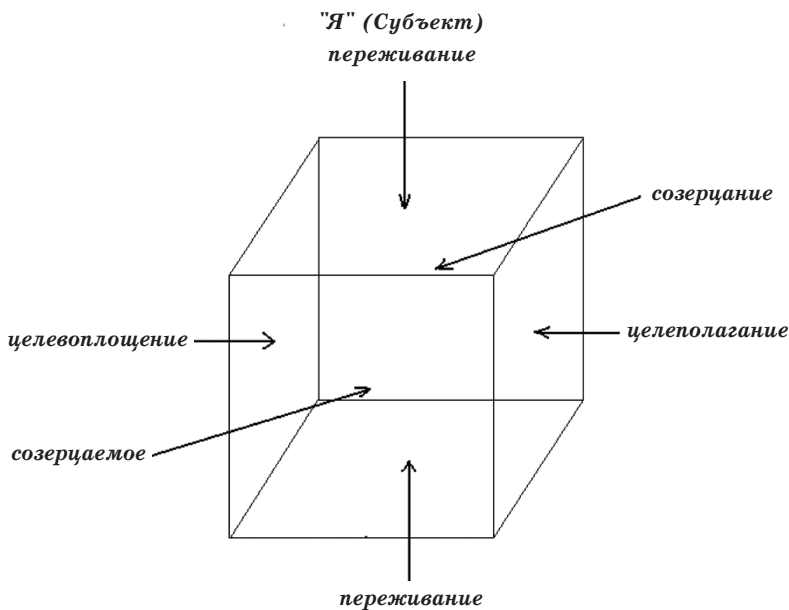 "Я" (Субъект)
переживание
созерцание
целевоплощение
целеполагание
созерцаемое
переживание